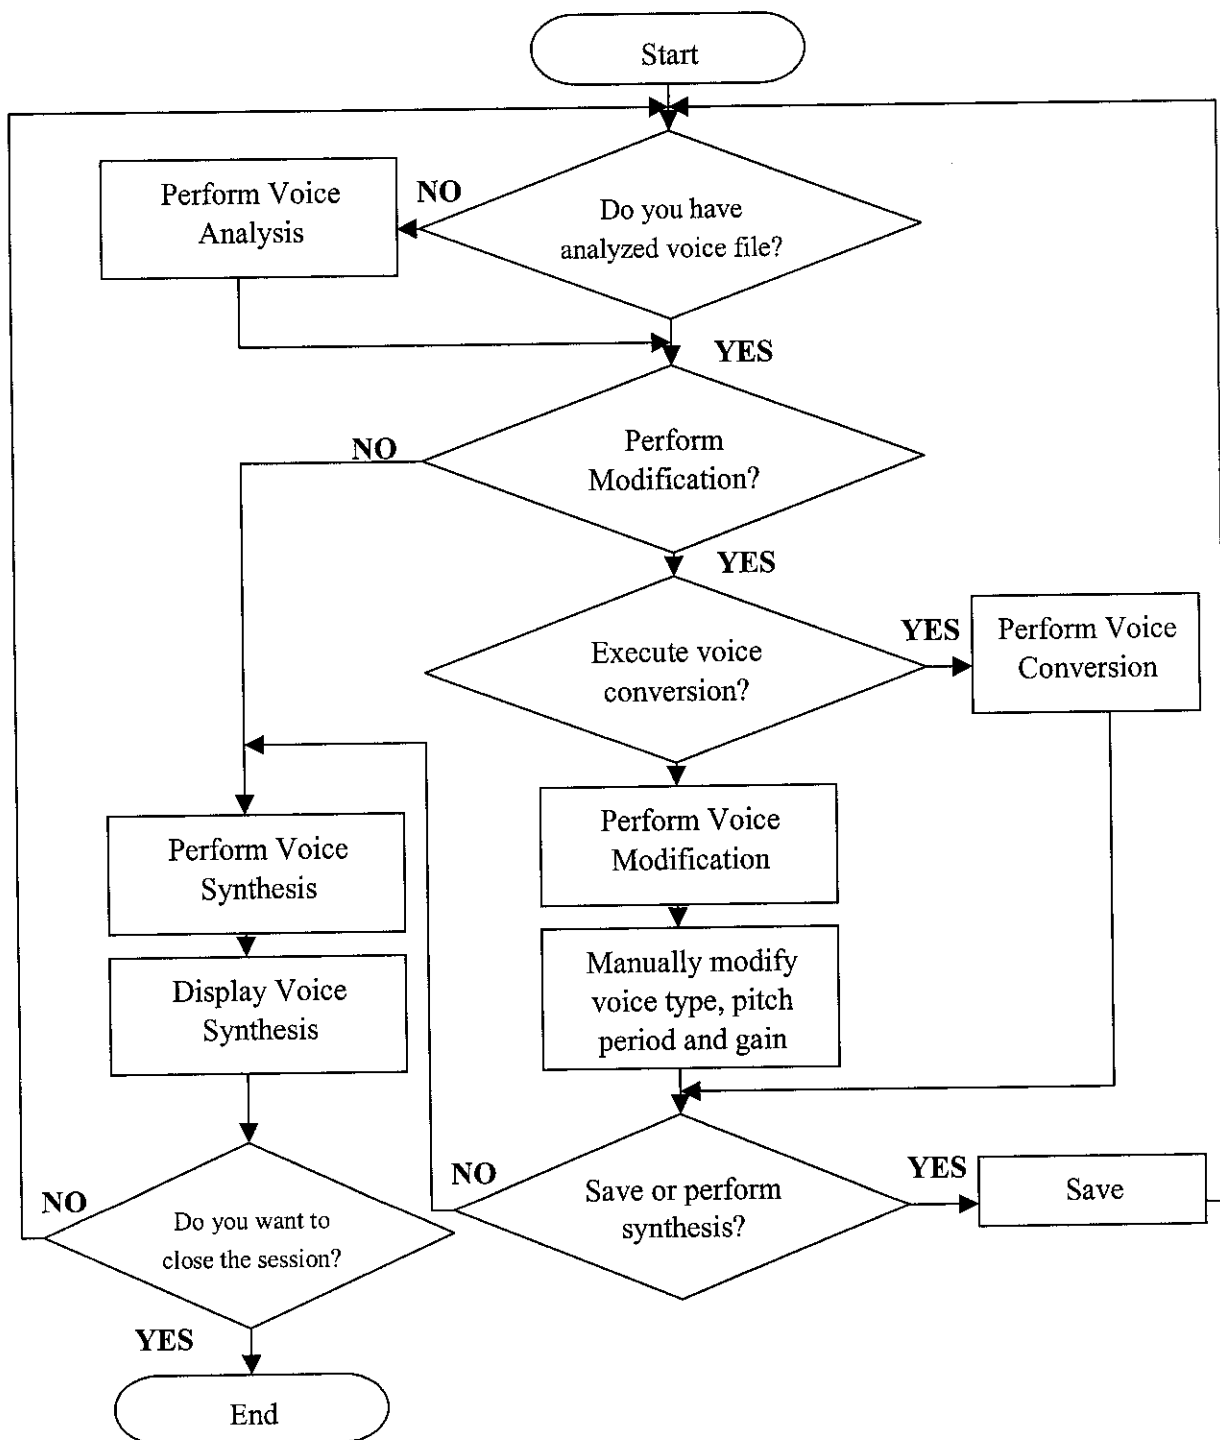 Start
NO
Perform Voice
Analysis
Do you have
analyzed voice file?
YES
NO
Perform
Modification?
YES
Execute voice
conversion?
YES
Perform Voice
Conversion
Perform Voice
Modification
Perform Voice
Synthesis
Manually modify
voice type, pitch
period and gain
Display Voice
Synthesis
NO
YES
Save or perform
synthesis?
Save
NO
Do you want to
close the session?
YES
End